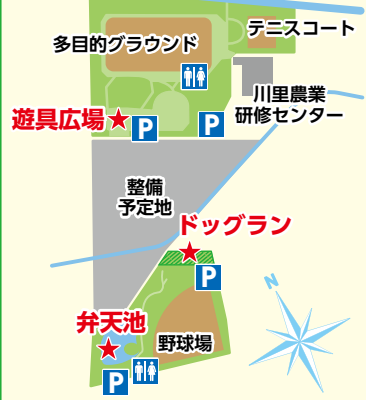 テニスコート
多目的グラウンド
川里農業
研修センター
遊具広場
P
P
整備
予定地
ドッグラン
P
N
弁天池
野球場
P